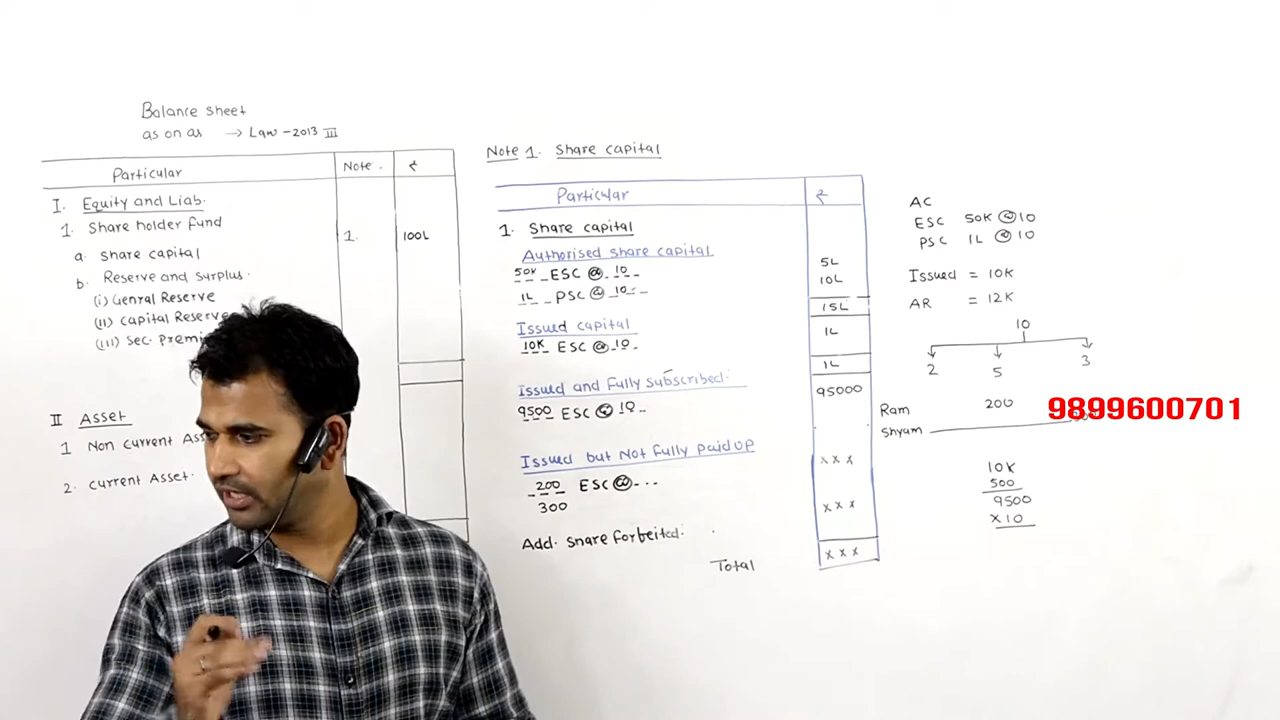 Balance sheet
as on as → Law - 2013 III
Particular Note. ₹
I. Equity and Liab.
1. Share holder fund
a. share capital 1. 100L
b. Reserve and surplus.
(i) Genral Reserve
(ii) Capital Reserve
(iii) Sec. Premi
II Asset
1 Non Current Ass
2. Current Asset.
Note 1. Share capital
Particular ₹
1. Share capital
Authorised share capital
50K ESC @ 10 5L
1L PSC @ 10 10L
15L
Issued capital 1L
10K ESC @ 10
1L
Issued and Fully subscribed. 95000
9500 ESC @ 10
Issued but Not Fully paid up x x x
200 ESC @ ...
300 x x x
Add. share forbeited.
Total x x x
AC
ESC 50K @ 10
PSC 1L @ 10
Issued = 10K
AR = 12K
10
2 5 3
Ram 200
Shyam
9899600701
10K
500
9500
x 10